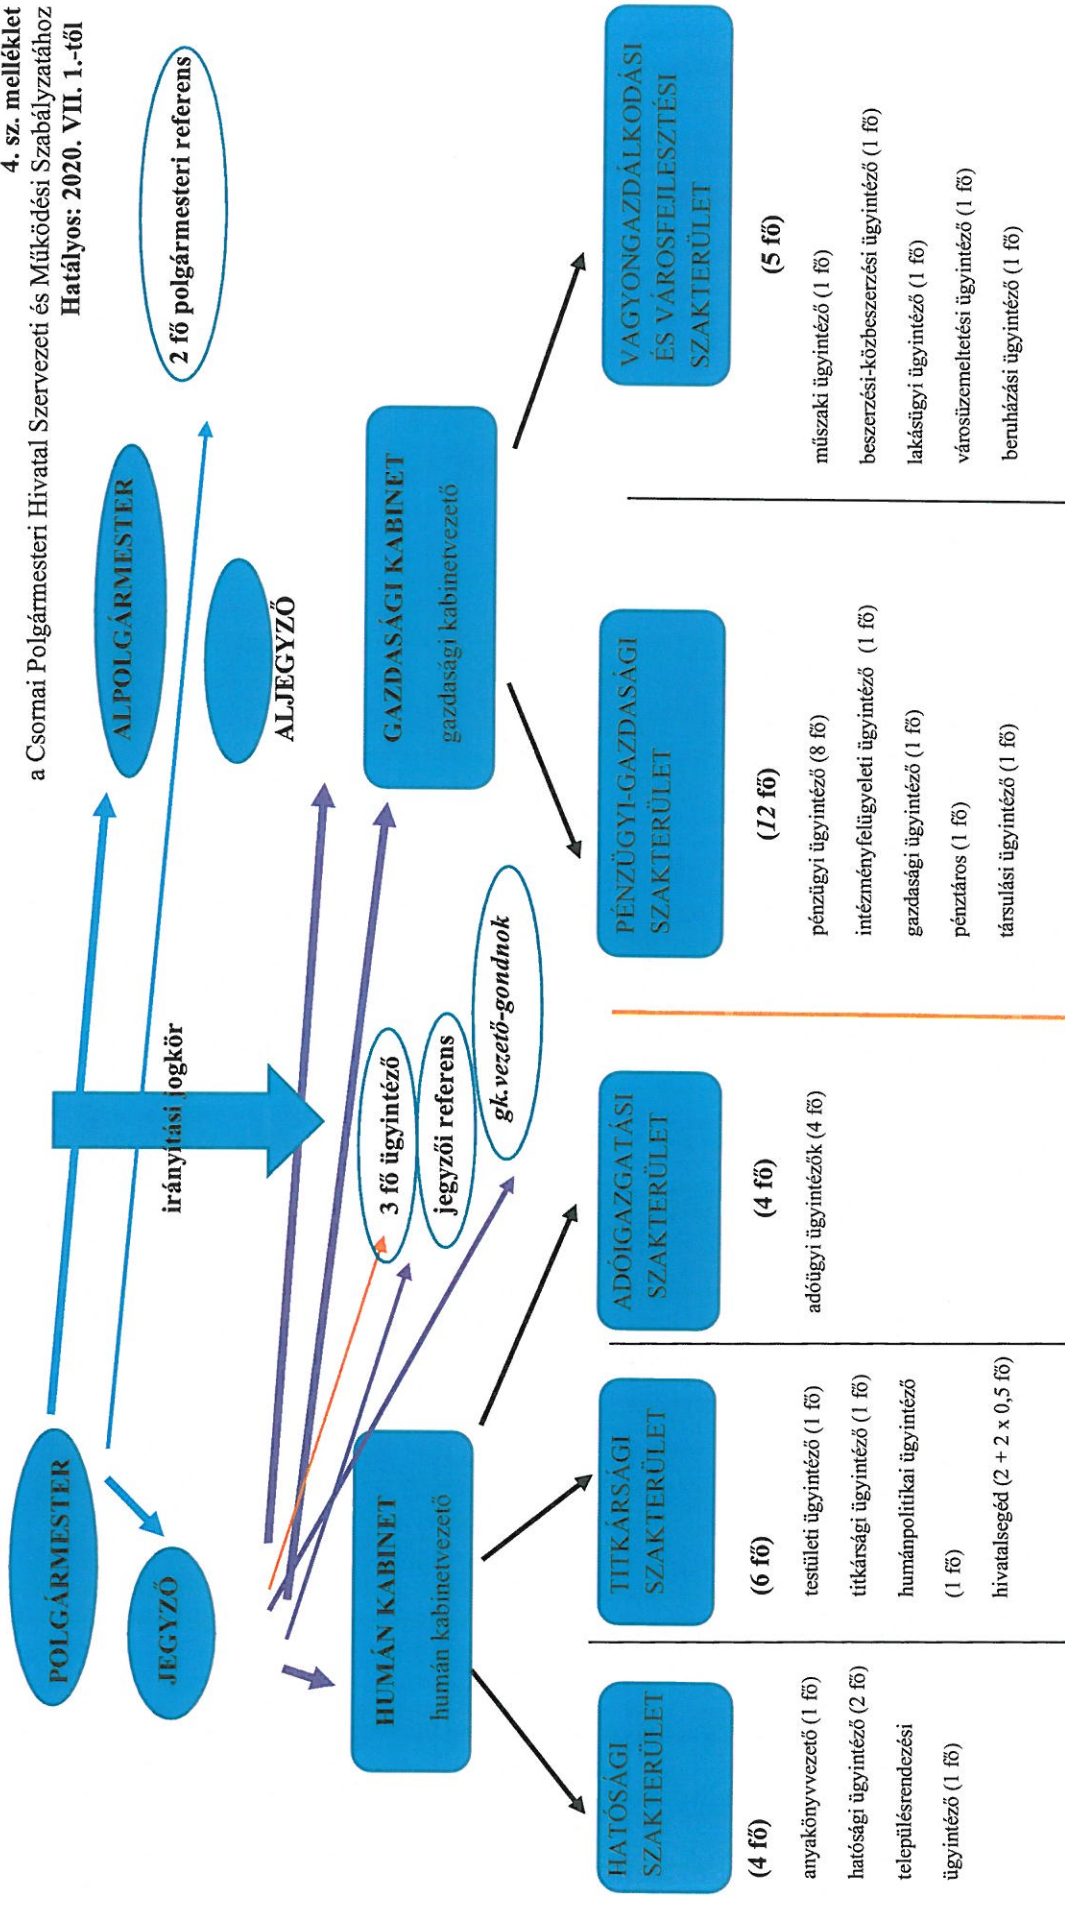 4. sz. melléklet
a Csornai Polgármesteri Hivatal Szervezeti és Működési Szabályzatához
Hatályos: 2020. VII. 1.-től
POLGÁRMESTER
ALPOLGÁRMESTER
2 fő polgármesteri referens
JEGYZŐ
irányítási jogkör
ALJEGYZŐ
HUMÁN KABINET
humán kabinetvezető
3 fő ügyintéző
jegyzői referens
gk.vezető-gondnok
GAZDASÁGI KABINET
gazdasági kabinetvezető
HATÓSÁGI
SZAKTERÜLET
(4 fő)
anyakönyvvezető (1 fő)
hatósági ügyintéző (2 fő)
településrendezési
ügyintéző (1 fő)
TITKÁRSÁGI
SZAKTERÜLET
(6 fő)
testületi ügyintéző (1 fő)
titkársági ügyintéző (1 fő)
humánpolitikai ügyintéző
(1 fő)
hivatalsegéd (2 + 2 x 0,5 fő)
ADÓIGAZGATÁSI
SZAKTERÜLET
(4 fő)
adóügyi ügyintézők (4 fő)
PÉNZÜGYI-GAZDASÁGI
SZAKTERÜLET
(12 fő)
pénzügyi ügyintéző (8 fő)
intézményfelügyeleti ügyintéző (1 fő)
gazdasági ügyintéző (1 fő)
pénztáros (1 fő)
társulási ügyintéző (1 fő)
VAGYONGAZDÁLKODÁSI
ÉS VÁROSFEJLESZTÉSI
SZAKTERÜLET
(5 fő)
műszaki ügyintéző (1 fő)
beszerzési-közbeszerzési ügyintéző (1 fő)
lakásügyi ügyintéző (1 fő)
városüzemeltetési ügyintéző (1 fő)
beruházási ügyintéző (1 fő)